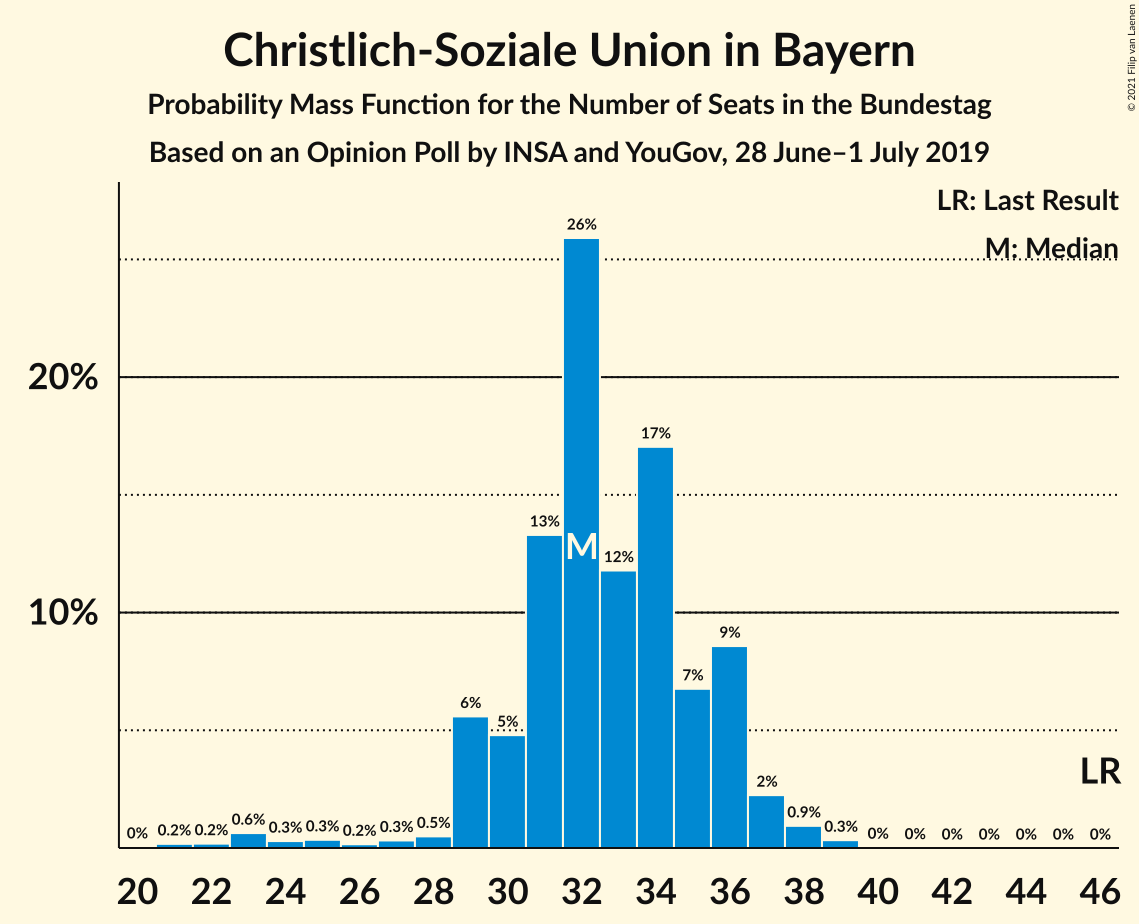 Christlich-Soziale Union in Bayern
Probability Mass Function for the Number of Seats in the Bundestag
Based on an Opinion Poll by INSA and YouGov, 28 June–1 July 2019
© 2021 Filip van Laenen
LR: Last Result
M: Median
20%
10%
0% 0.2% 0.2% 0.6% 0.3% 0.3% 0.2% 0.3% 0.5% 6% 5% 13% 26% 12% 17% 7% 9% 2% 0.9% 0.3% 0% 0% 0% 0% 0% 0% 0%
M
LR
20 22 24 26 28 30 32 34 36 38 40 42 44 46